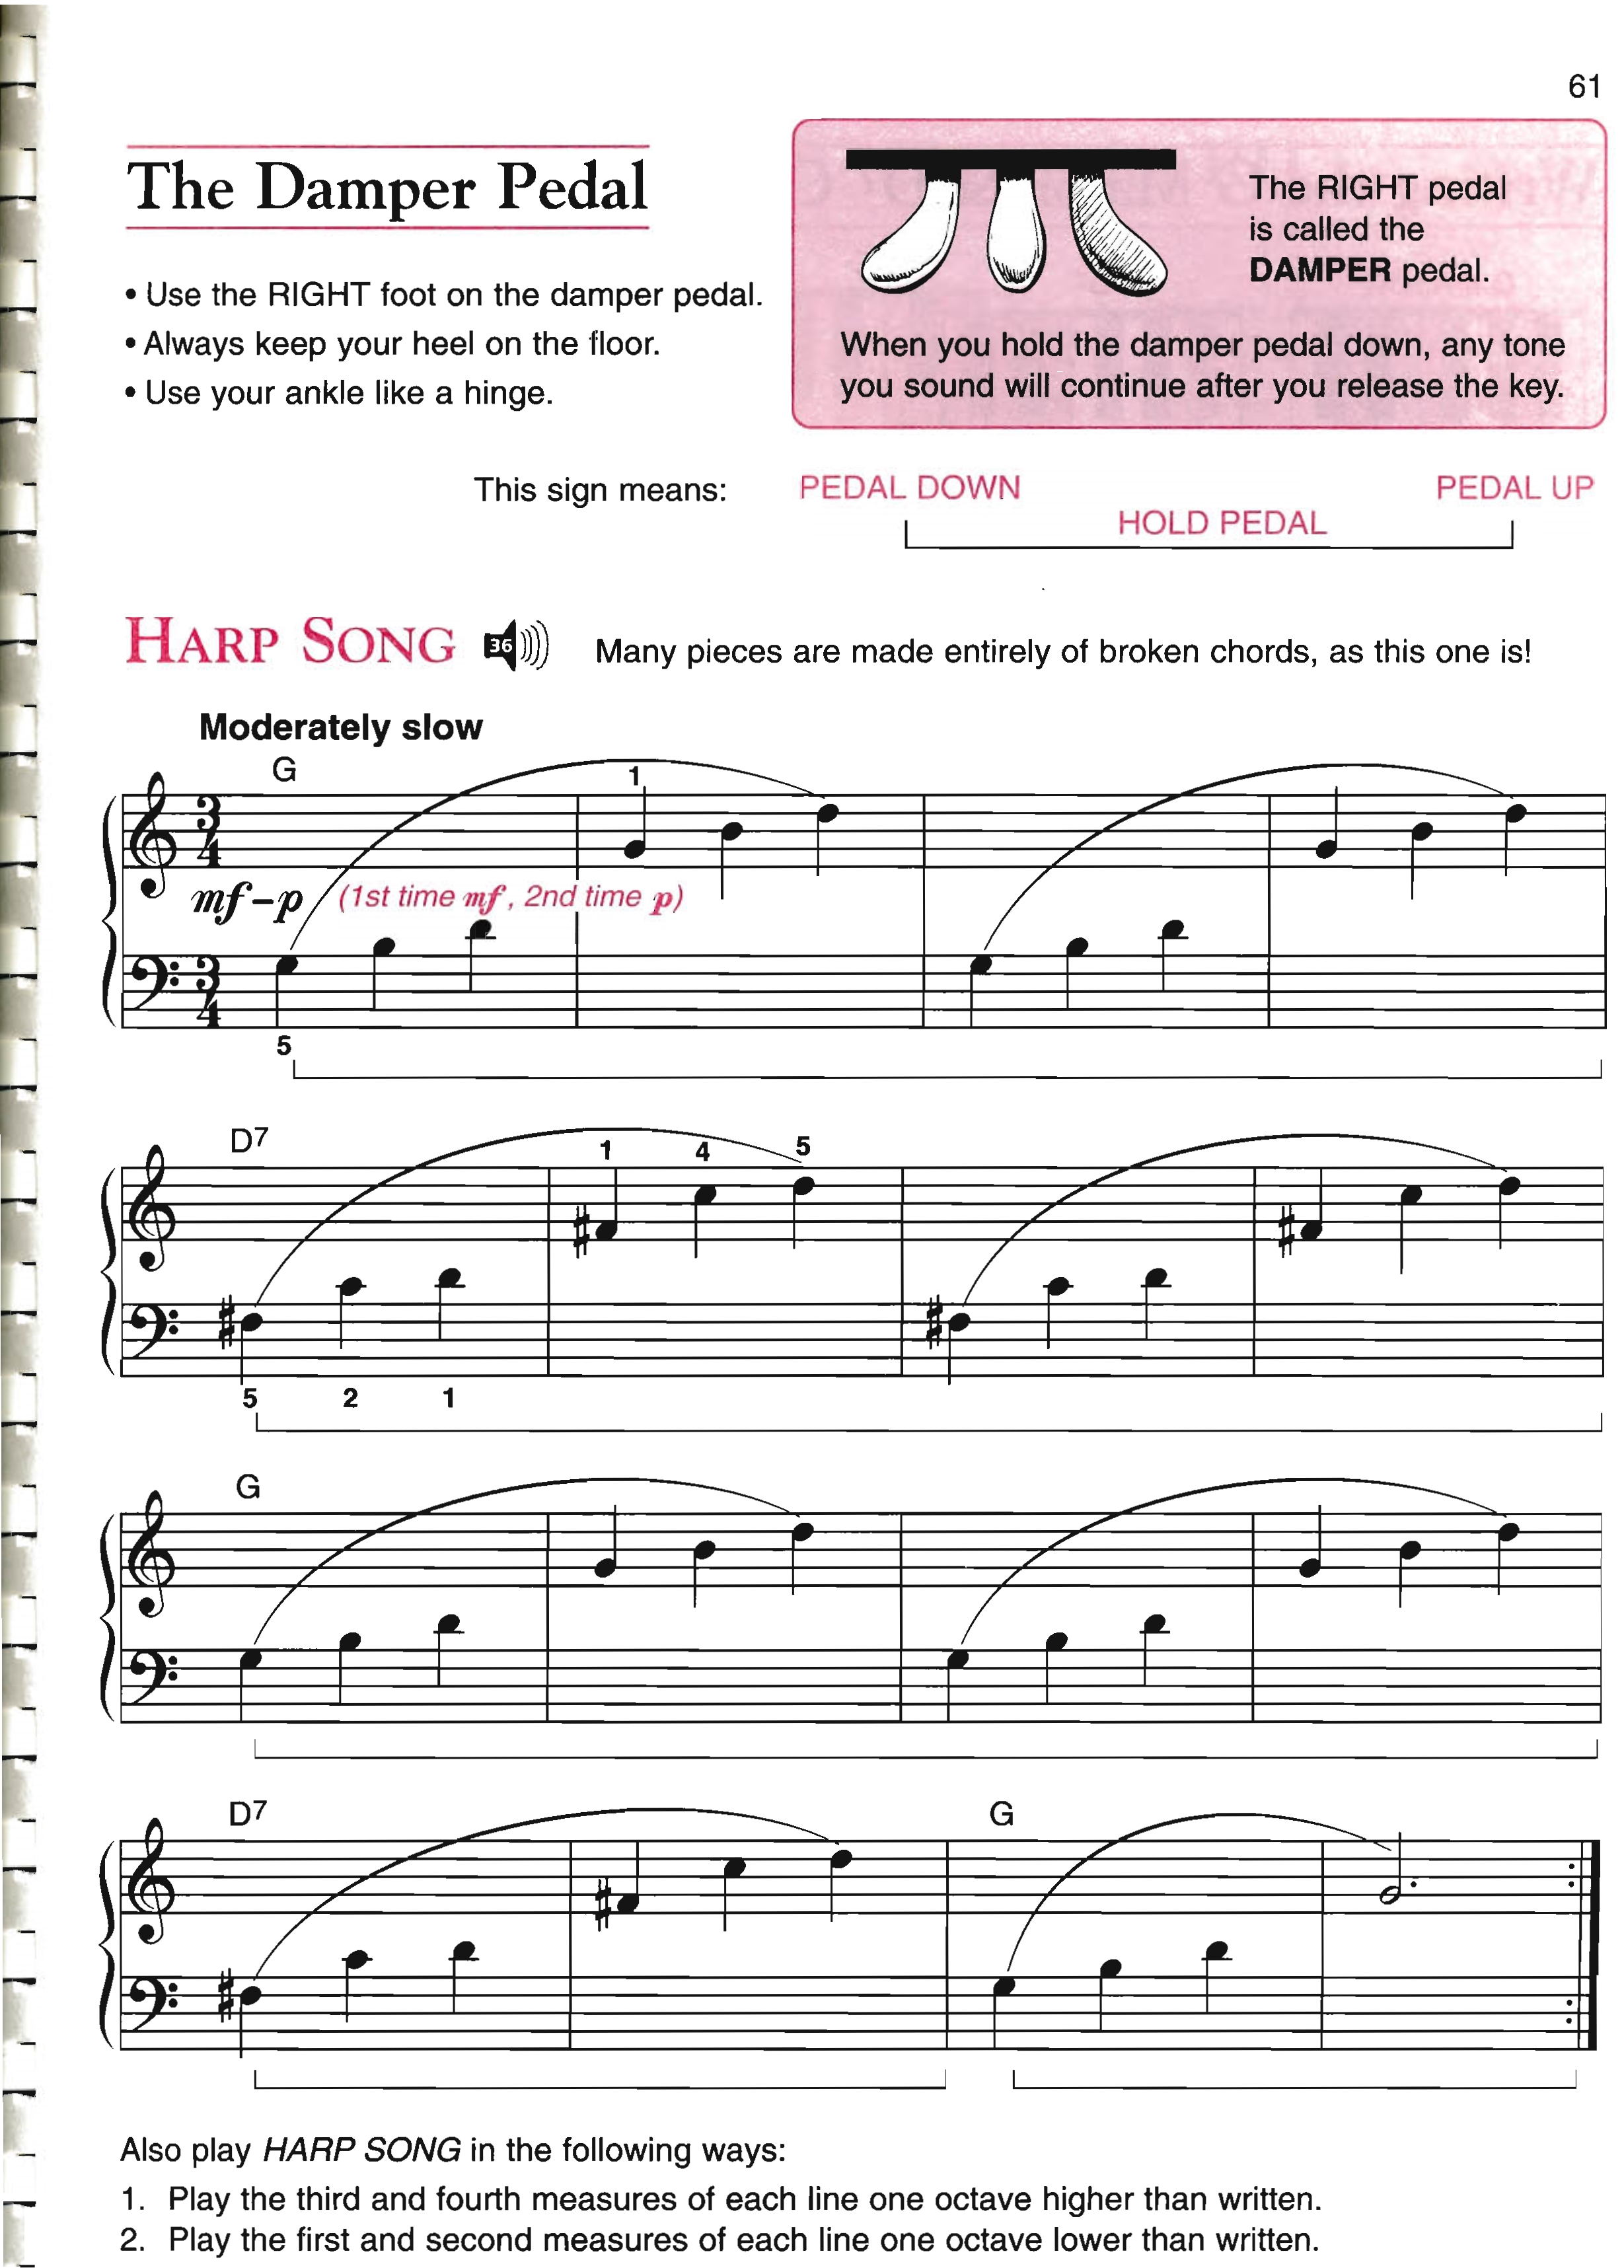 61
The Damper Pedal
• Use the RIGHT foot on the damper pedal.
• Always keep your heel on the floor.
• Use your ankle like a hinge.
The RIGHT pedal
is called the
DAMPER pedal.
When you hold the damper pedal down, any tone
you sound will continue after you release the key.
This sign means:
PEDAL DOWN
HOLD PEDAL
PEDAL UP
HARP SONG 36 Many pieces are made entirely of broken chords, as this one is!
Moderately slow
G
1
3
4
mf–p (1st time mf, 2nd time p)
3
4
5
D7
1 4 5
5 2 1
G
D7 G
Also play HARP SONG in the following ways:
1. Play the third and fourth measures of each line one octave higher than written.
2. Play the first and second measures of each line one octave lower than written.